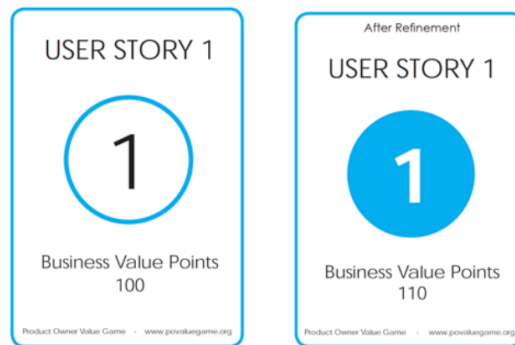 USER STORY 1
1
Business Value Points
100
Product Owner Value Game - www.povaluegame.org
After Refinement
USER STORY 1
1
Business Value Points
110
Product Owner Value Game - www.povaluegame.org